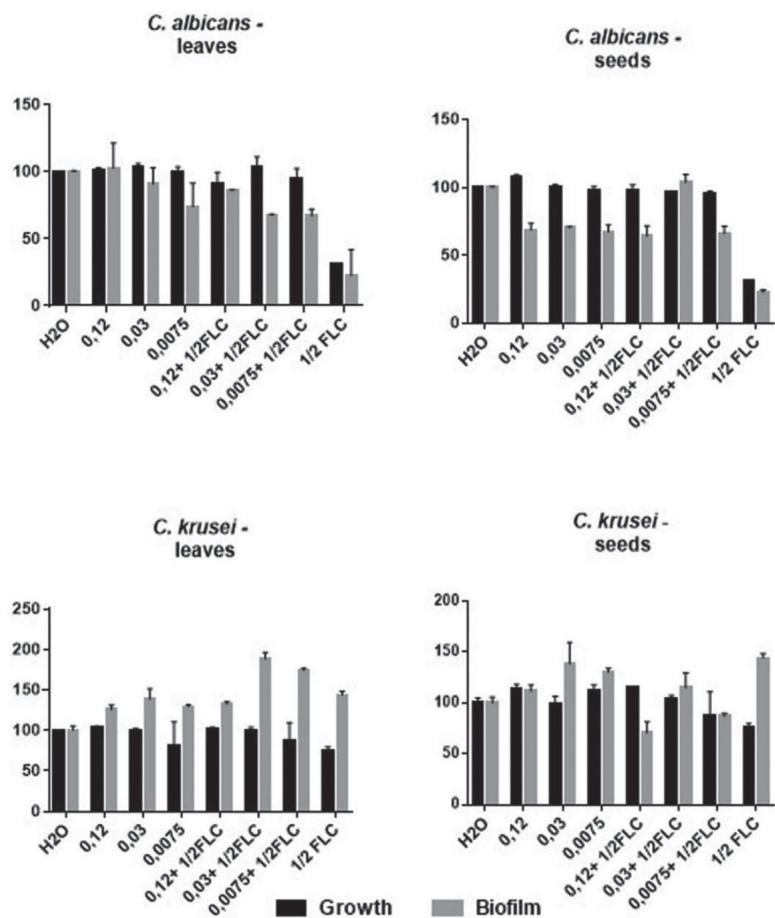 C. albicans -
leaves
150
100
50
0
H2O
0,12
0,03
0,0075
0,12+ 1/2FLC
0,03+ 1/2FLC
0,0075+ 1/2FLC
1/2 FLC
C. albicans -
seeds
150
100
50
0
H2O
0,12
0,03
0,0075
0,12+ 1/2FLC
0,03+ 1/2FLC
0,0075+ 1/2FLC
1/2 FLC
C. krusei -
leaves
250
200
150
100
50
0
H2O
0,12
0,03
0,0075
0,12+ 1/2FLC
0,03+ 1/2FLC
0,0075+ 1/2FLC
1/2 FLC
C. krusei -
seeds
200
150
100
50
0
H2O
0,12
0,03
0,0075
0,12+ 1/2FLC
0,03+ 1/2FLC
0,0075+ 1/2FLC
1/2 FLC
Growth Biofilm